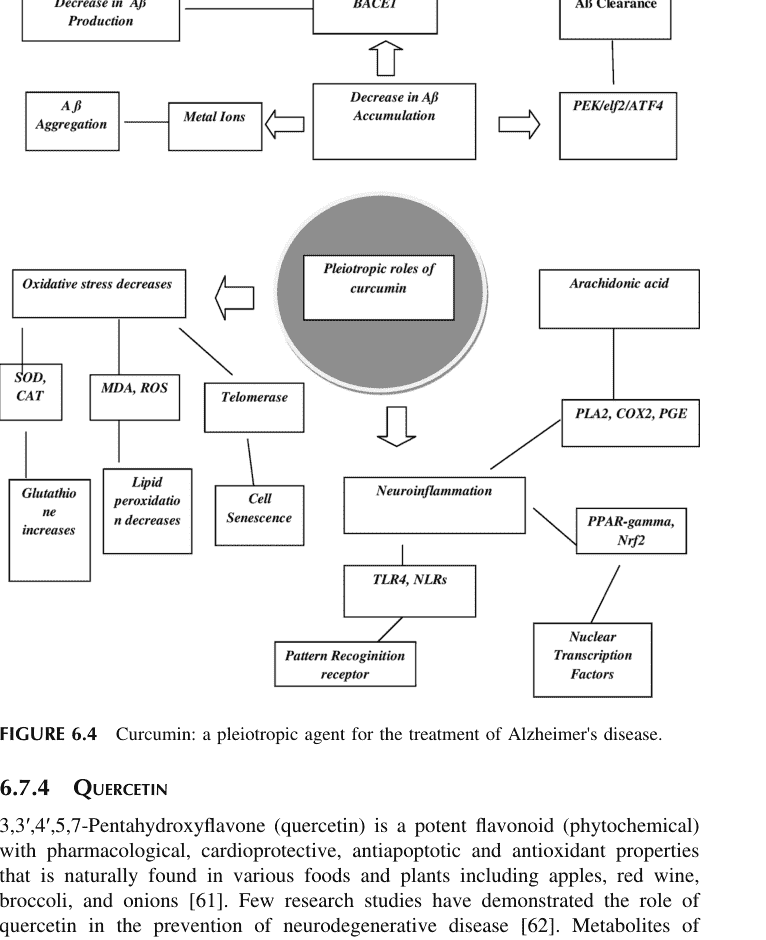 Decrease in Aβ
Production
BACE1
Aß Clearance
A β
Aggregation
Metal Ions
Decrease in Aβ
Accumulation
PEK/elf2/ATF4
Pleiotropic roles of
curcumin
Oxidative stress decreases
Arachidonic acid
SOD,
CAT
MDA, ROS
Telomerase
PLA2, COX2, PGE
Glutathio
ne
increases
Lipid
peroxidatio
n decreases
Cell
Senescence
Neuroinflammation
PPAR-gamma,
Nrf2
TLR4, NLRs
Pattern Recoginition
receptor
Nuclear
Transcription
Factors
FIGURE 6.4 Curcumin: a pleiotropic agent for the treatment of Alzheimer's disease.
6.7.4 QUERCETIN
3,3′,4′,5,7-Pentahydroxyflavone (quercetin) is a potent flavonoid (phytochemical)
with pharmacological, cardioprotective, antiapoptotic and antioxidant properties
that is naturally found in various foods and plants including apples, red wine,
broccoli, and onions [61]. Few research studies have demonstrated the role of
quercetin in the prevention of neurodegenerative disease [62]. Metabolites of